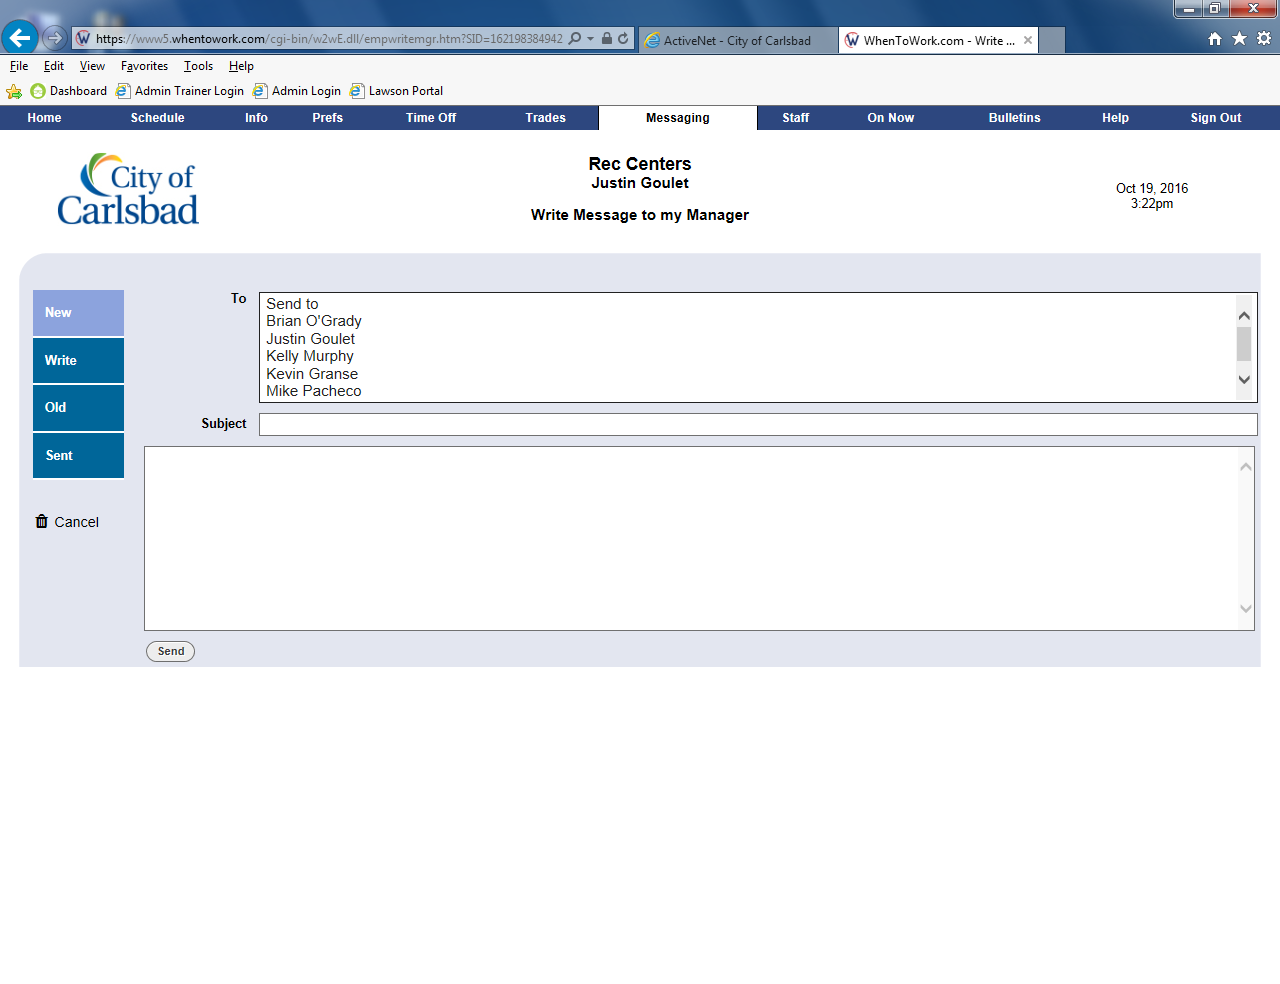 https://www5.whentowork.com/cgi-bin/w2wE.dll/empwritemgr.htm?SID=162198384942
ActiveNet - City of Carlsbad
WhenToWork.com - Write ...
File Edit View Favorites Tools Help
Dashboard Admin Trainer Login Admin Login Lawson Portal
Home Schedule Info Prefs Time Off Trades Messaging Staff On Now Bulletins Help Sign Out
City of
Carlsbad
Rec Centers
Justin Goulet
Write Message to my Manager
Oct 19, 2016
3:22pm
New
Write
Old
Sent
Cancel
To
Send to
Brian O'Grady
Justin Goulet
Kelly Murphy
Kevin Granse
Mike Pacheco
Subject
Send